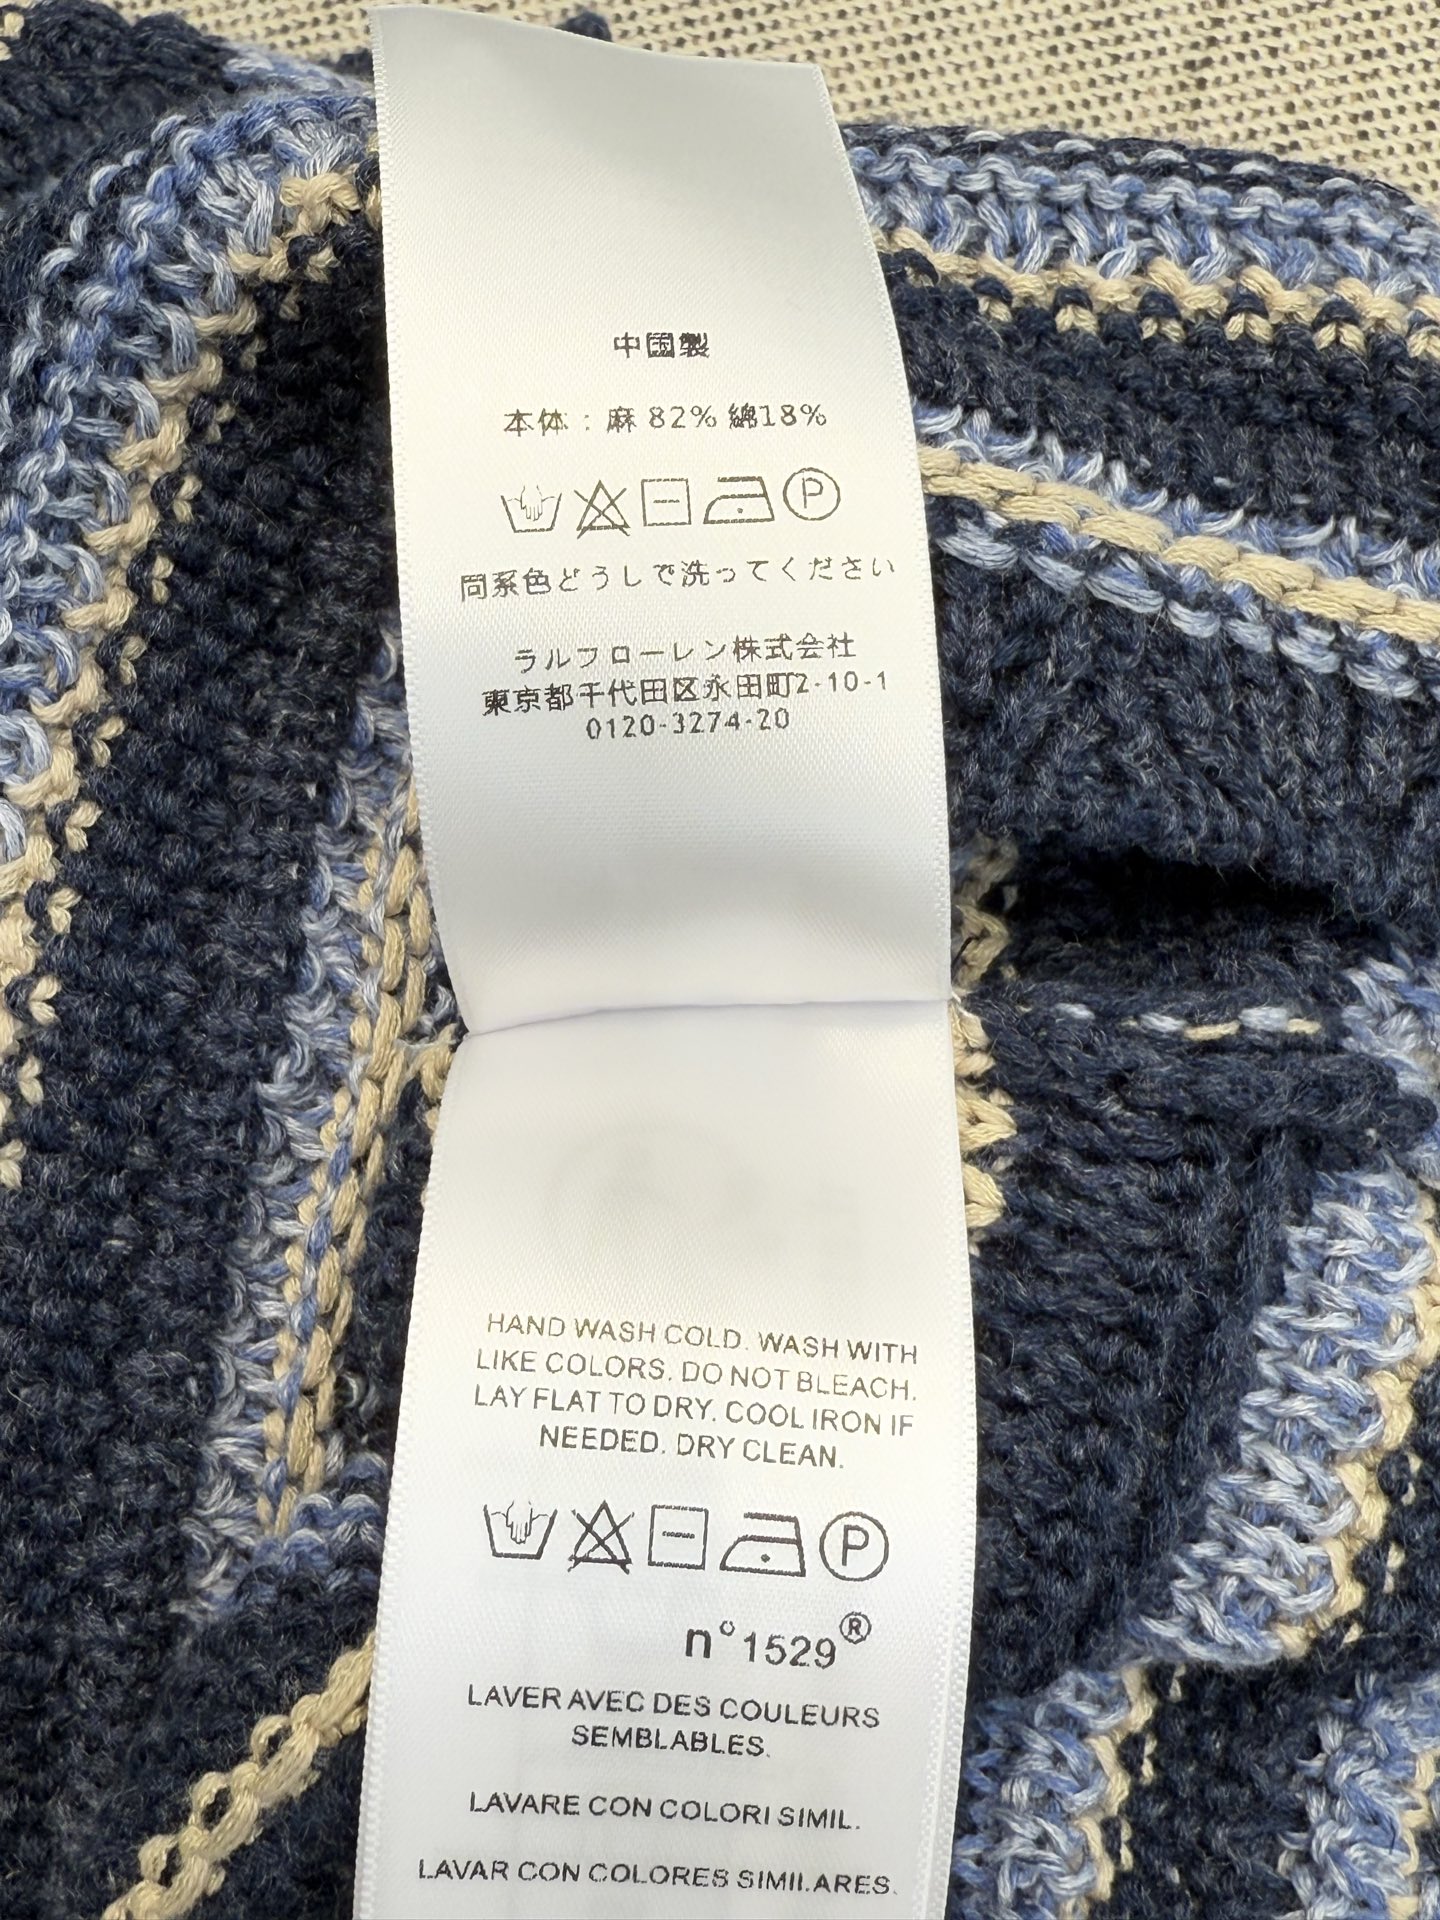 中国製
本体：麻 82% 綿18%
P
同系色どうしで洗ってください
ラルフローレン株式会社
東京都千代田区永田町2-10-1
0120-3274-20
HAND WASH COLD. WASH WITH
LIKE COLORS. DO NOT BLEACH.
LAY FLAT TO DRY. COOL IRON IF
NEEDED. DRY CLEAN.
P
n°1529®
LAVER AVEC DES COULEURS
SEMBLABLES.
LAVARE CON COLORI SIMIL.
LAVAR CON COLORES SIMILARES.